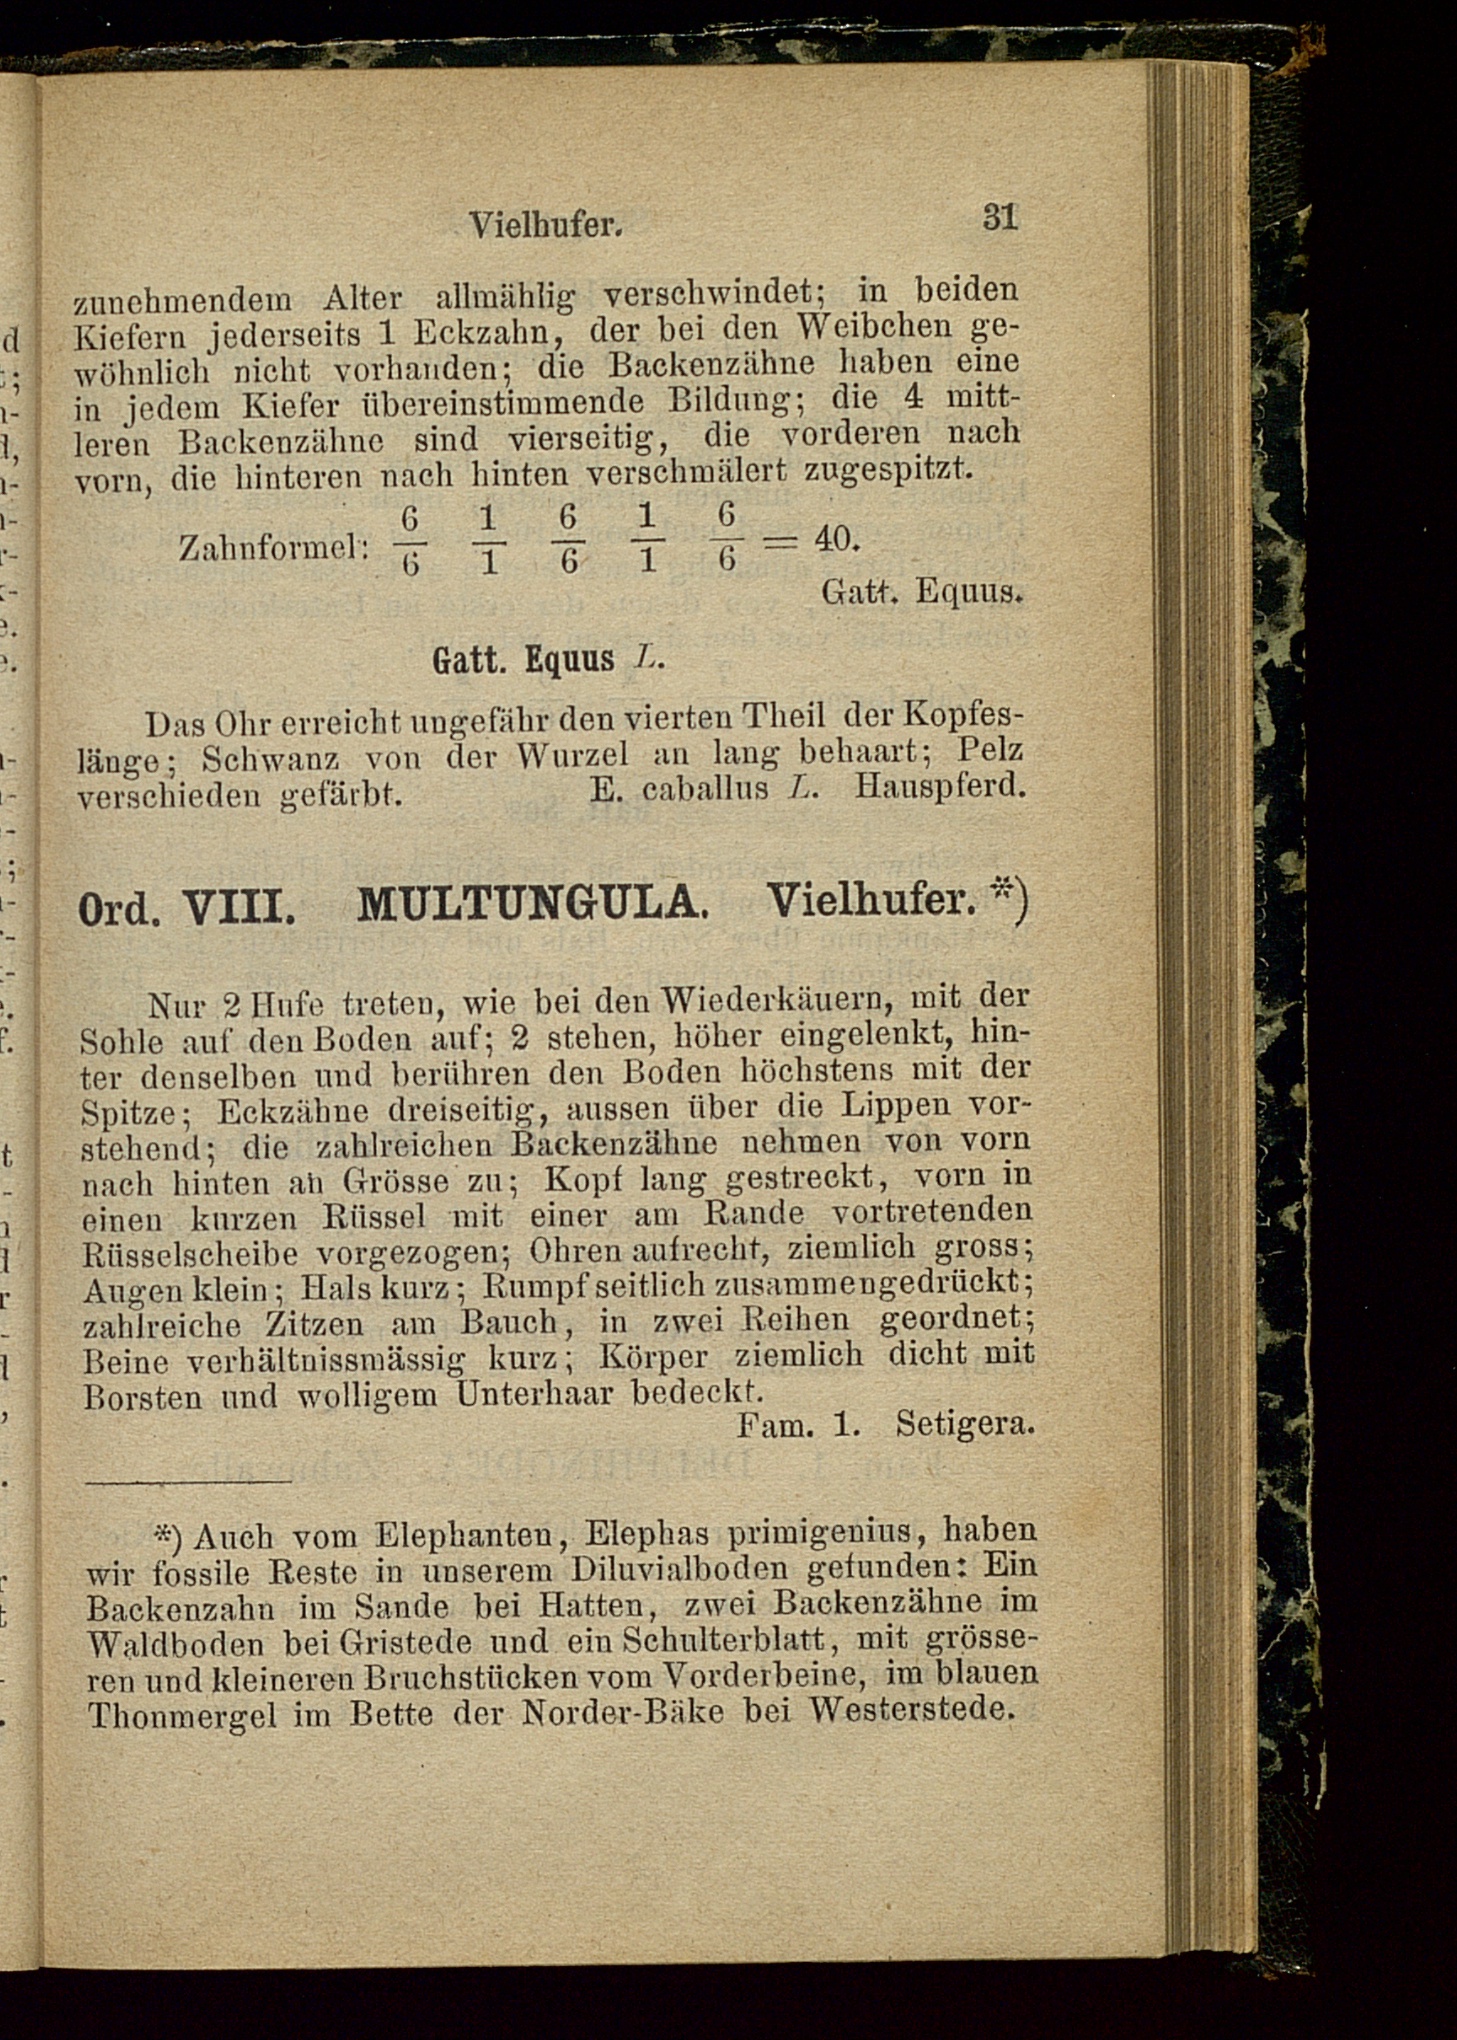 Vielhufer. 31
zunehmendem Alter allmählig verschwindet; in beiden
Kiefern jederseits 1 Eckzahn, der bei den Weibchen ge-
wöhnlich nicht vorhanden; die Backenzähne haben eine
in jedem Kiefer übereinstimmende Bildung; die 4 mitt-
leren Backenzähne sind vierseitig, die vorderen nach
vorn, die hinteren nach hinten verschmälert zugespitzt.
Zahnformel: 6/6 1/1 6/6 1/1 6/6 = 40.
Gatt. Equus.
Gatt. Equus L.
Das Ohr erreicht ungefähr den vierten Theil der Kopfes-
länge; Schwanz von der Wurzel an lang behaart; Pelz
verschieden gefärbt. E. caballus L. Hauspferd.
Ord. VIII. MULTUNGULA. Vielhufer. *)
Nur 2 Hufe treten, wie bei den Wiederkäuern, mit der
Sohle auf den Boden auf; 2 stehen, höher eingelenkt, hin-
ter denselben und berühren den Boden höchstens mit der
Spitze; Eckzähne dreiseitig, aussen über die Lippen vor-
stehend; die zahlreichen Backenzähne nehmen von vorn
nach hinten an Grösse zu; Kopf lang gestreckt, vorn in
einen kurzen Rüssel mit einer am Rande vortretenden
Rüsselscheibe vorgezogen; Ohren aufrecht, ziemlich gross;
Augen klein; Hals kurz; Rumpf seitlich zusammengedrückt;
zahlreiche Zitzen am Bauch, in zwei Reihen geordnet;
Beine verhältnissmässig kurz; Körper ziemlich dicht mit
Borsten und wolligem Unterhaar bedeckt.
Fam. 1. Setigera.
*) Auch vom Elephanten, Elephas primigenius, haben
wir fossile Reste in unserem Diluvialboden gefunden: Ein
Backenzahn im Sande bei Hatten, zwei Backenzähne im
Waldboden bei Gristede und ein Schulterblatt, mit grösse-
ren und kleineren Bruchstücken vom Vorderbeine, im blauen
Thonmergel im Bette der Norder-Bäke bei Westerstede.